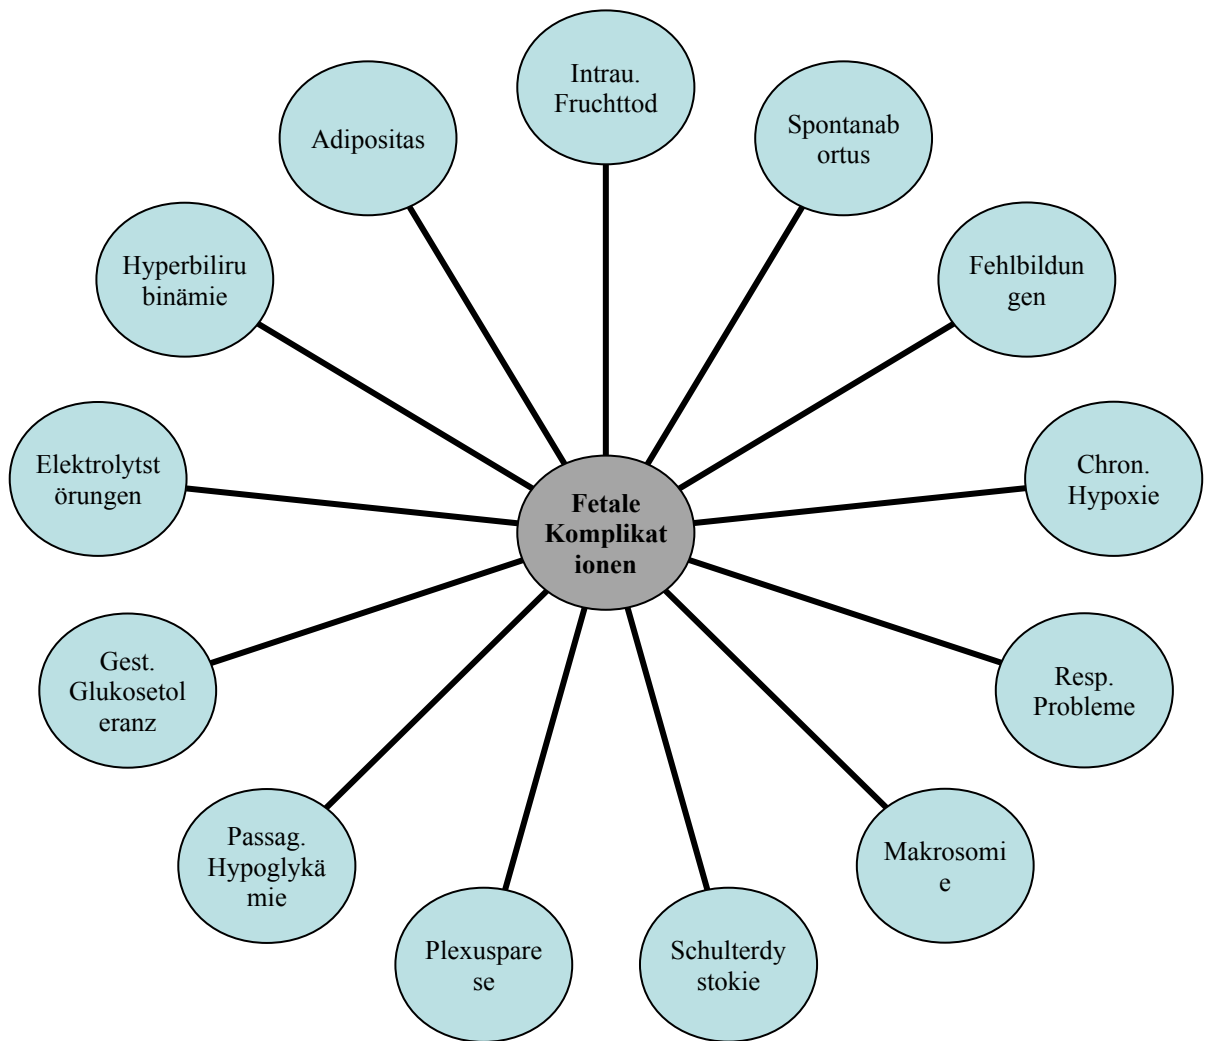 Intrau.
Fruchttod
Spontanab
ortus
Fehlbildun
gen
Chron.
Hypoxie
Resp.
Probleme
Makrosomi
e
Schulterdy
stokie
Plexuspare
se
Passag.
Hypoglykä
mie
Gest.
Glukosetol
eranz
Elektrolytst
örungen
Hyperbiliru
binämie
Adipositas
Fetale
Komplikat
ionen